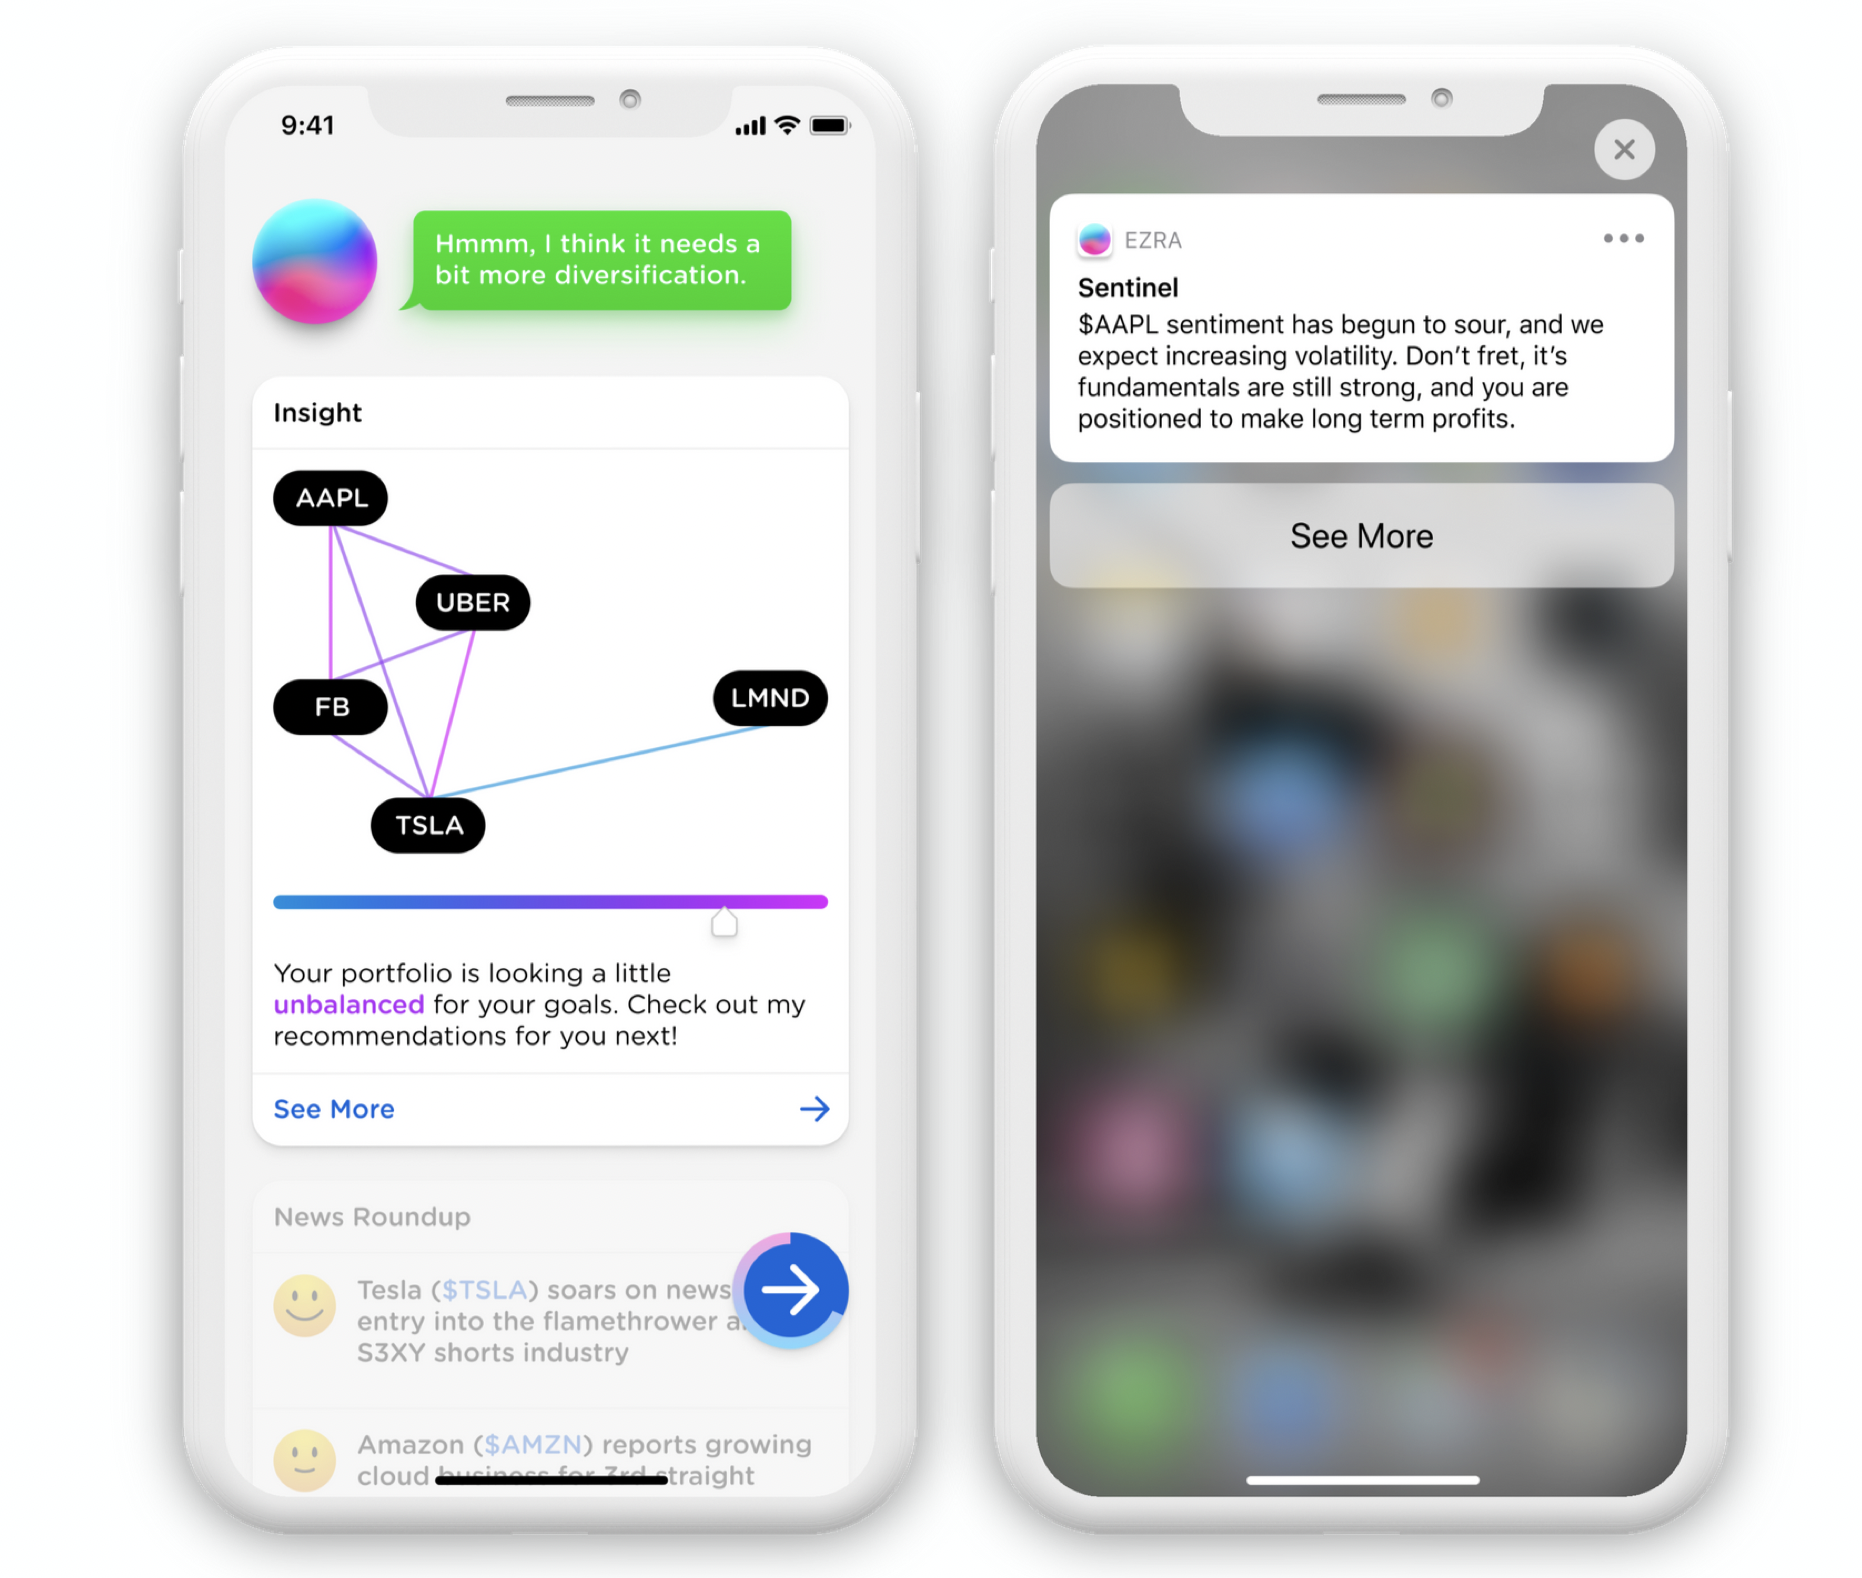 9:41
Hmmm, I think it needs a
bit more diversification.
Insight
AAPL
UBER
FB
LMND
TSLA
Your portfolio is looking a little
unbalanced for your goals. Check out my
recommendations for you next!
See More
News Roundup
Tesla ($TSLA) soars on news
entry into the flamethrower a
S3XY shorts industry
Amazon ($AMZN) reports growing
cloud business for 3rd straight
EZRA
Sentinel
$AAPL sentiment has begun to sour, and we
expect increasing volatility. Don’t fret, it’s
fundamentals are still strong, and you are
positioned to make long term profits.
See More